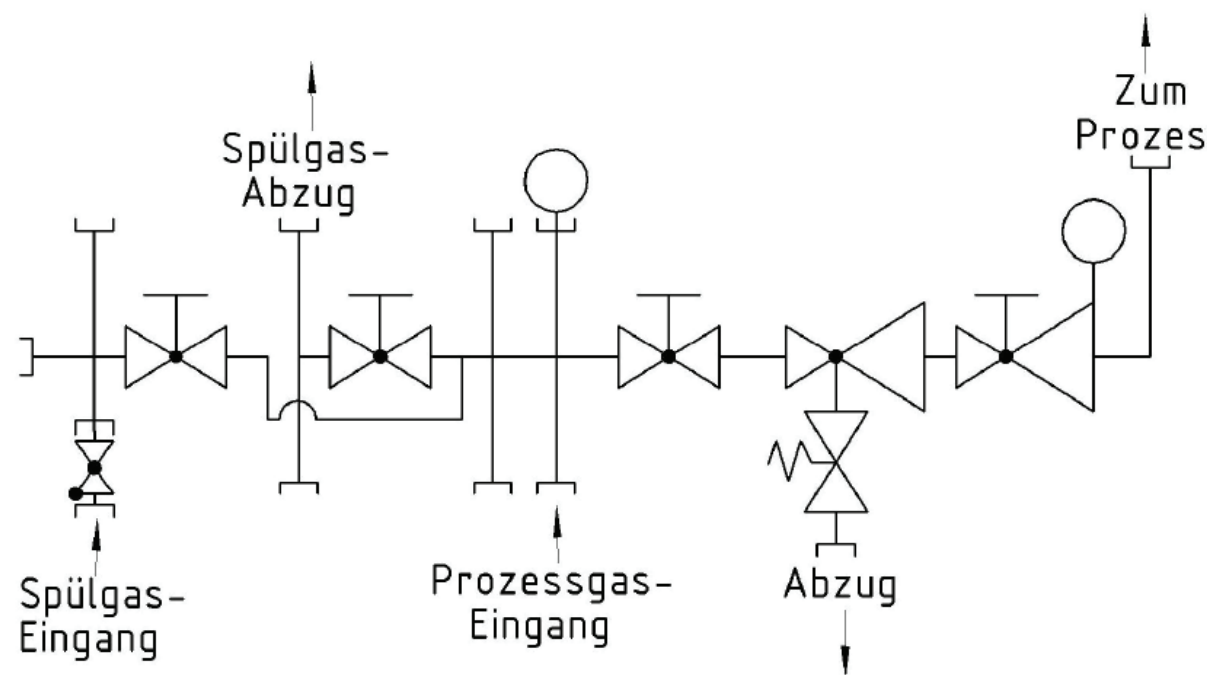 Zum
Prozes
Spülgas-
Abzug
Spülgas-
Eingang
Prozessgas-
Eingang
Abzug